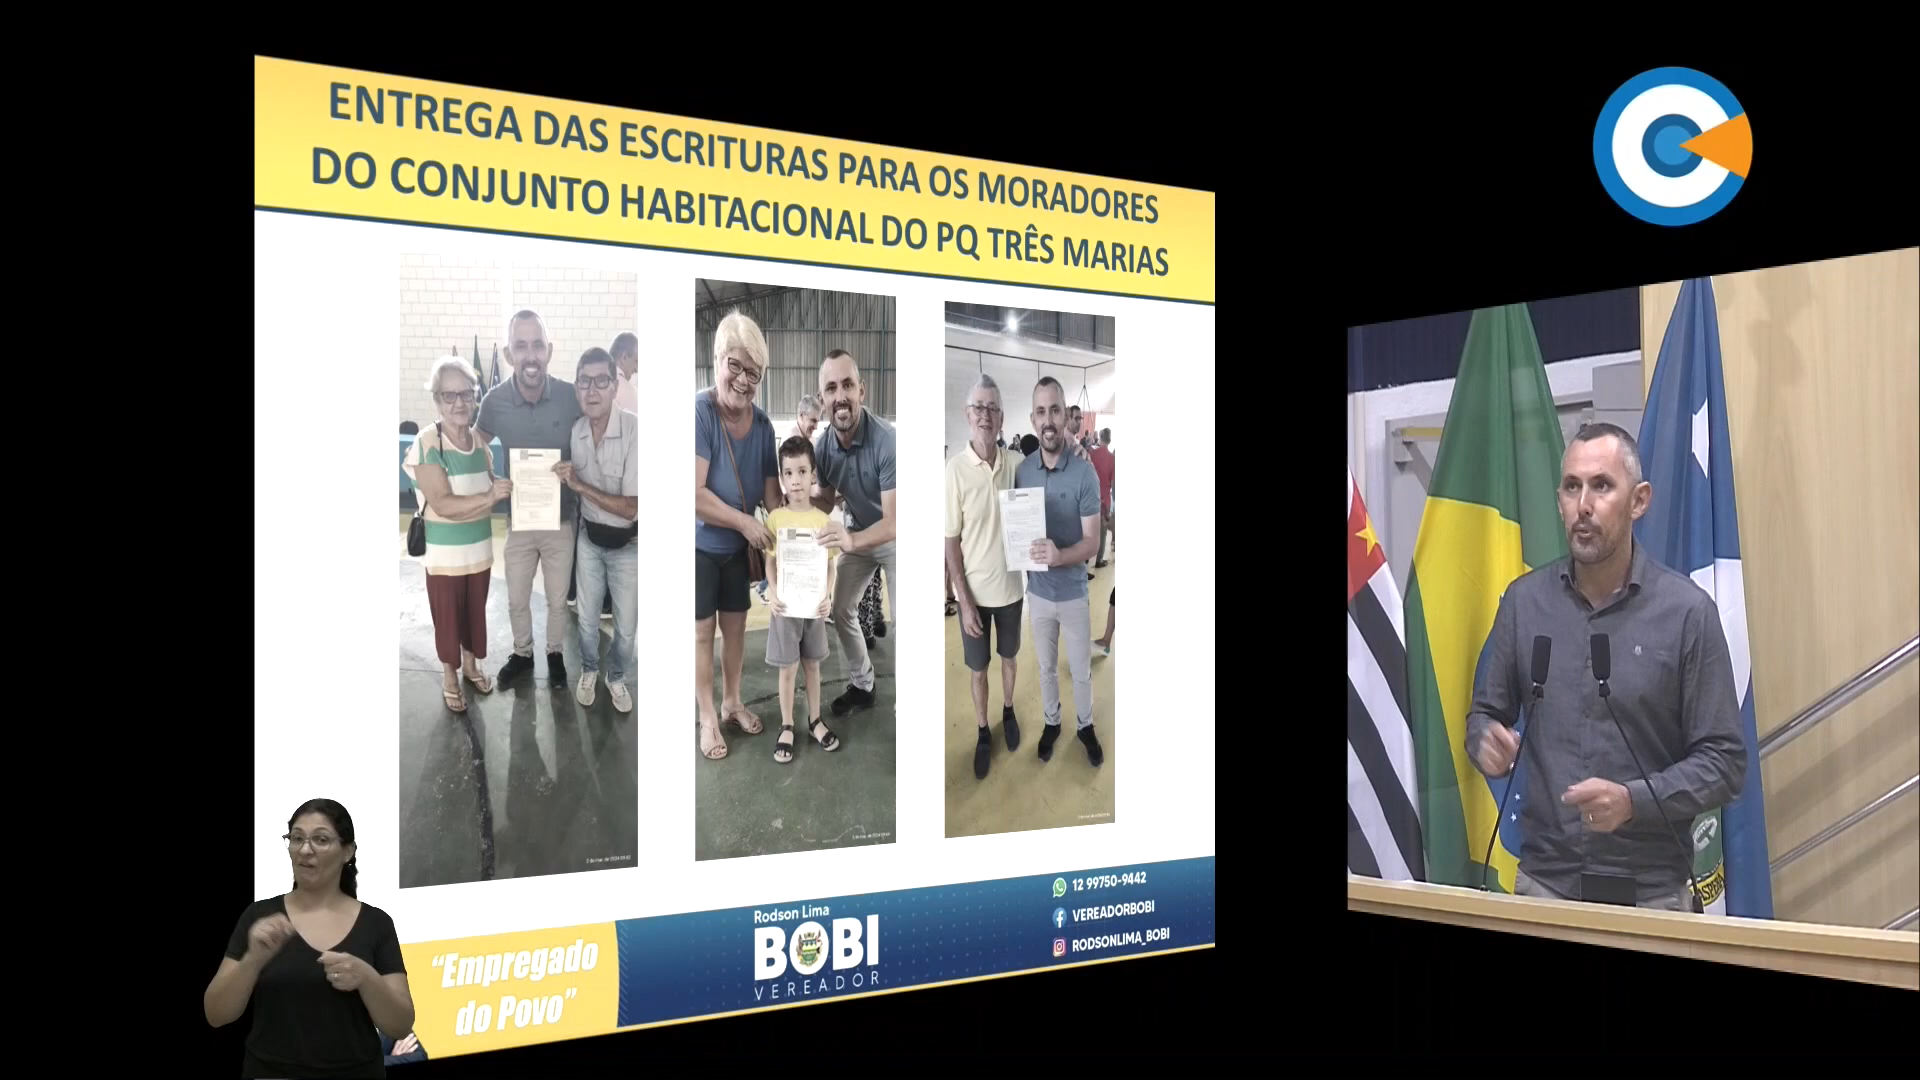 ENTREGA DAS ESCRITURAS PARA OS MORADORES
DO CONJUNTO HABITACIONAL DO PQ TRÊS MARIAS
"Empregado
do Povo"
Rodson Lima
BOBI
VEREADOR
12 99750-9442
VEREADORBOBI
RODSONLIMA_BOBI